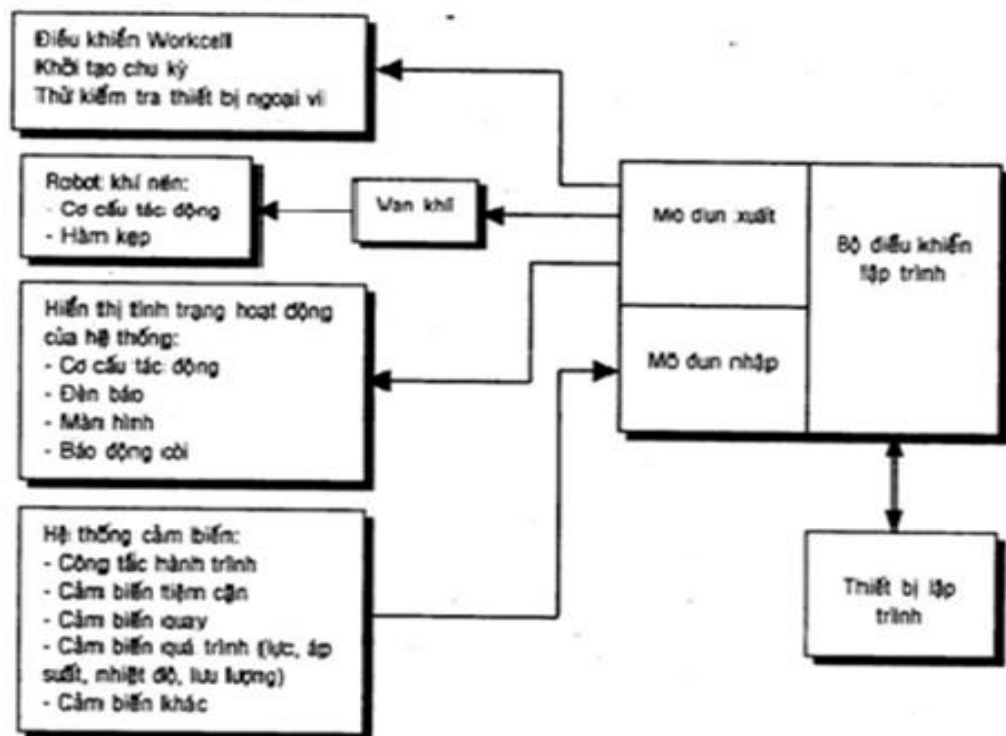 Điều khiển Workcell
Khởi tạo chu kỳ
Thử kiểm tra thiết bị ngoại vi
Robot khí nén:
- Cơ cấu tác động
- Hàm kẹp
Van khí
Mô đun xuất
Bộ điều khiển
lập trình
Mô đun nhập
Hiển thị tình trạng hoạt động
của hệ thống:
- Cơ cấu tác động
- Đèn báo
- Màn hình
- Báo động còi
Hệ thống cảm biến:
- Công tắc hành trình
- Cảm biến tiệm cận
- Cảm biến quay
- Cảm biến quá trình (lực, áp
suất, nhiệt độ, lưu lượng)
- Cảm biến khác
Thiết bị lập
trình